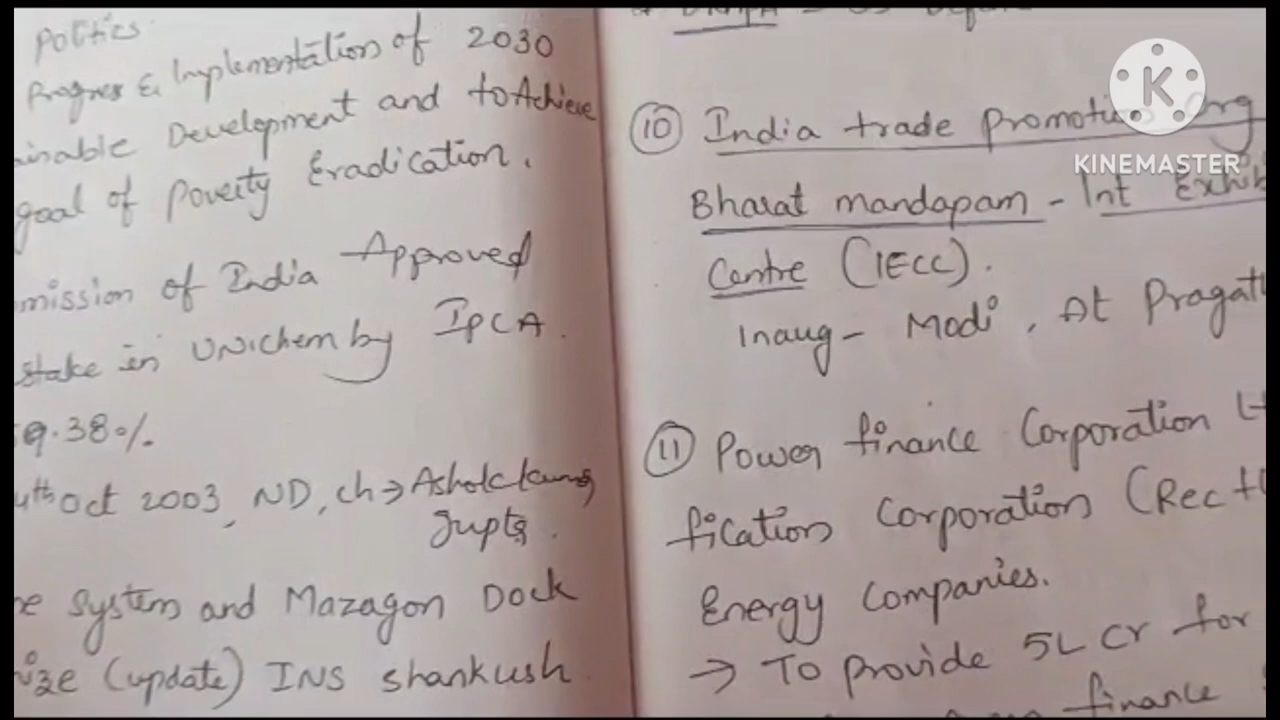 Politics
Progress & Implementation of 2030
ainable Development and to Achieve
goal of Poverty Eradication.
mission of India Approved
stake in Unichem by IPCA.
9.38%.
4th Oct 2003, ND, ch → Ashok kumar
gupta.
e System and Mazagon Dock
ize (update) INS shankush
⑩ India trade promotion Org
Bharat mandapam - Int Exhib
Centre (IECC).
Inaug - Modi, At Pragati
⑪ Power finance Corporation Lt
fication Corporation (Rec
Energy Companies.
→ To provide 5L Cr for
finance
K
KINEMASTER